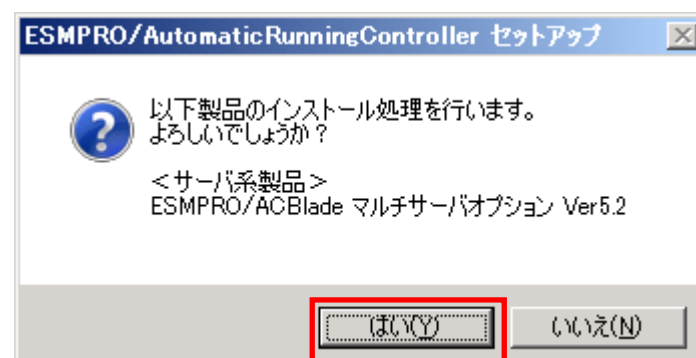 ESMPRO/AutomaticRunningController セットアップ
以下製品のインストール処理を行います。
よろしいでしょうか?
<サーバ系製品>
ESMPRO/ACBlade マルチサーバオプション Ver5.2
はい(Y) いいえ(N)